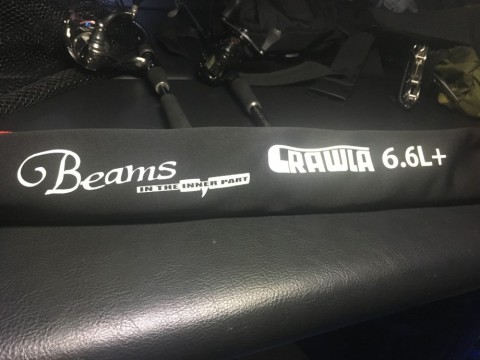 Beams
IN THE INNER PART
CRAWLA 6.6L+